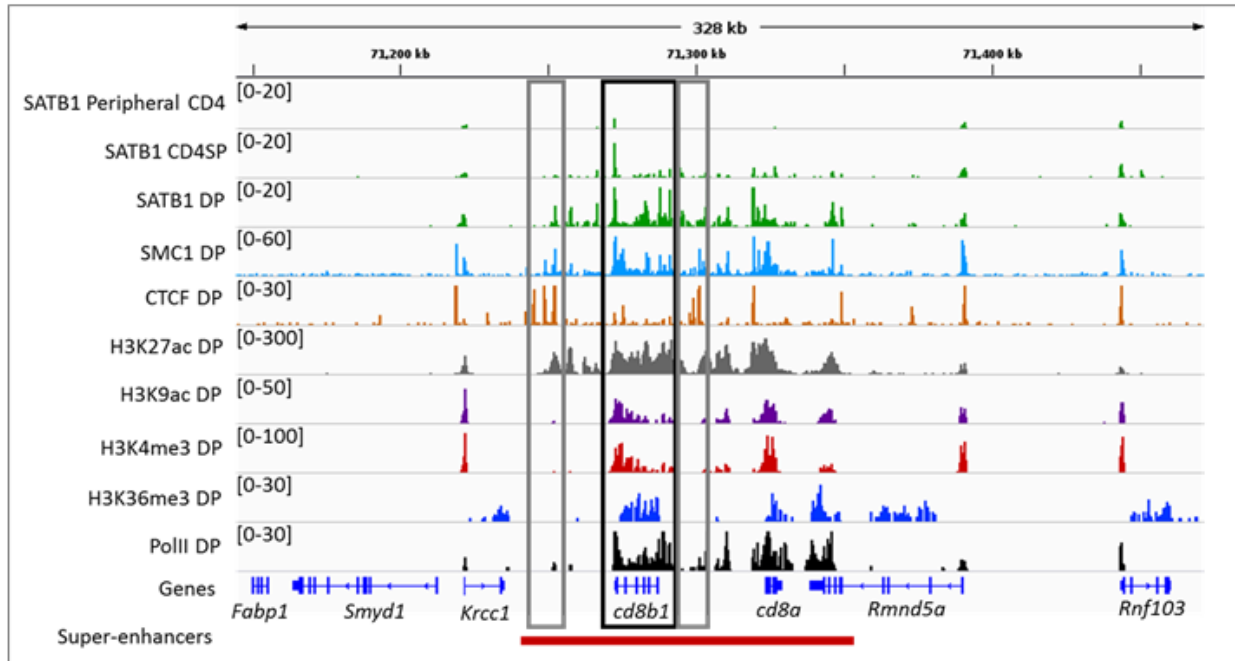 328 kb
71,200 kb 71,300 kb 71,400 kb
SATB1 Peripheral CD4 [0-20]
SATB1 CD4SP [0-20]
SATB1 DP [0-20]
SMC1 DP [0-60]
CTCF DP [0-30]
H3K27ac DP [0-300]
H3K9ac DP [0-50]
H3K4me3 DP [0-100]
H3K36me3 DP [0-30]
PolII DP [0-30]
Genes
Fabp1 Smyd1 Krcc1 cd8b1 cd8a Rmnd5a Rnf103
Super-enhancers